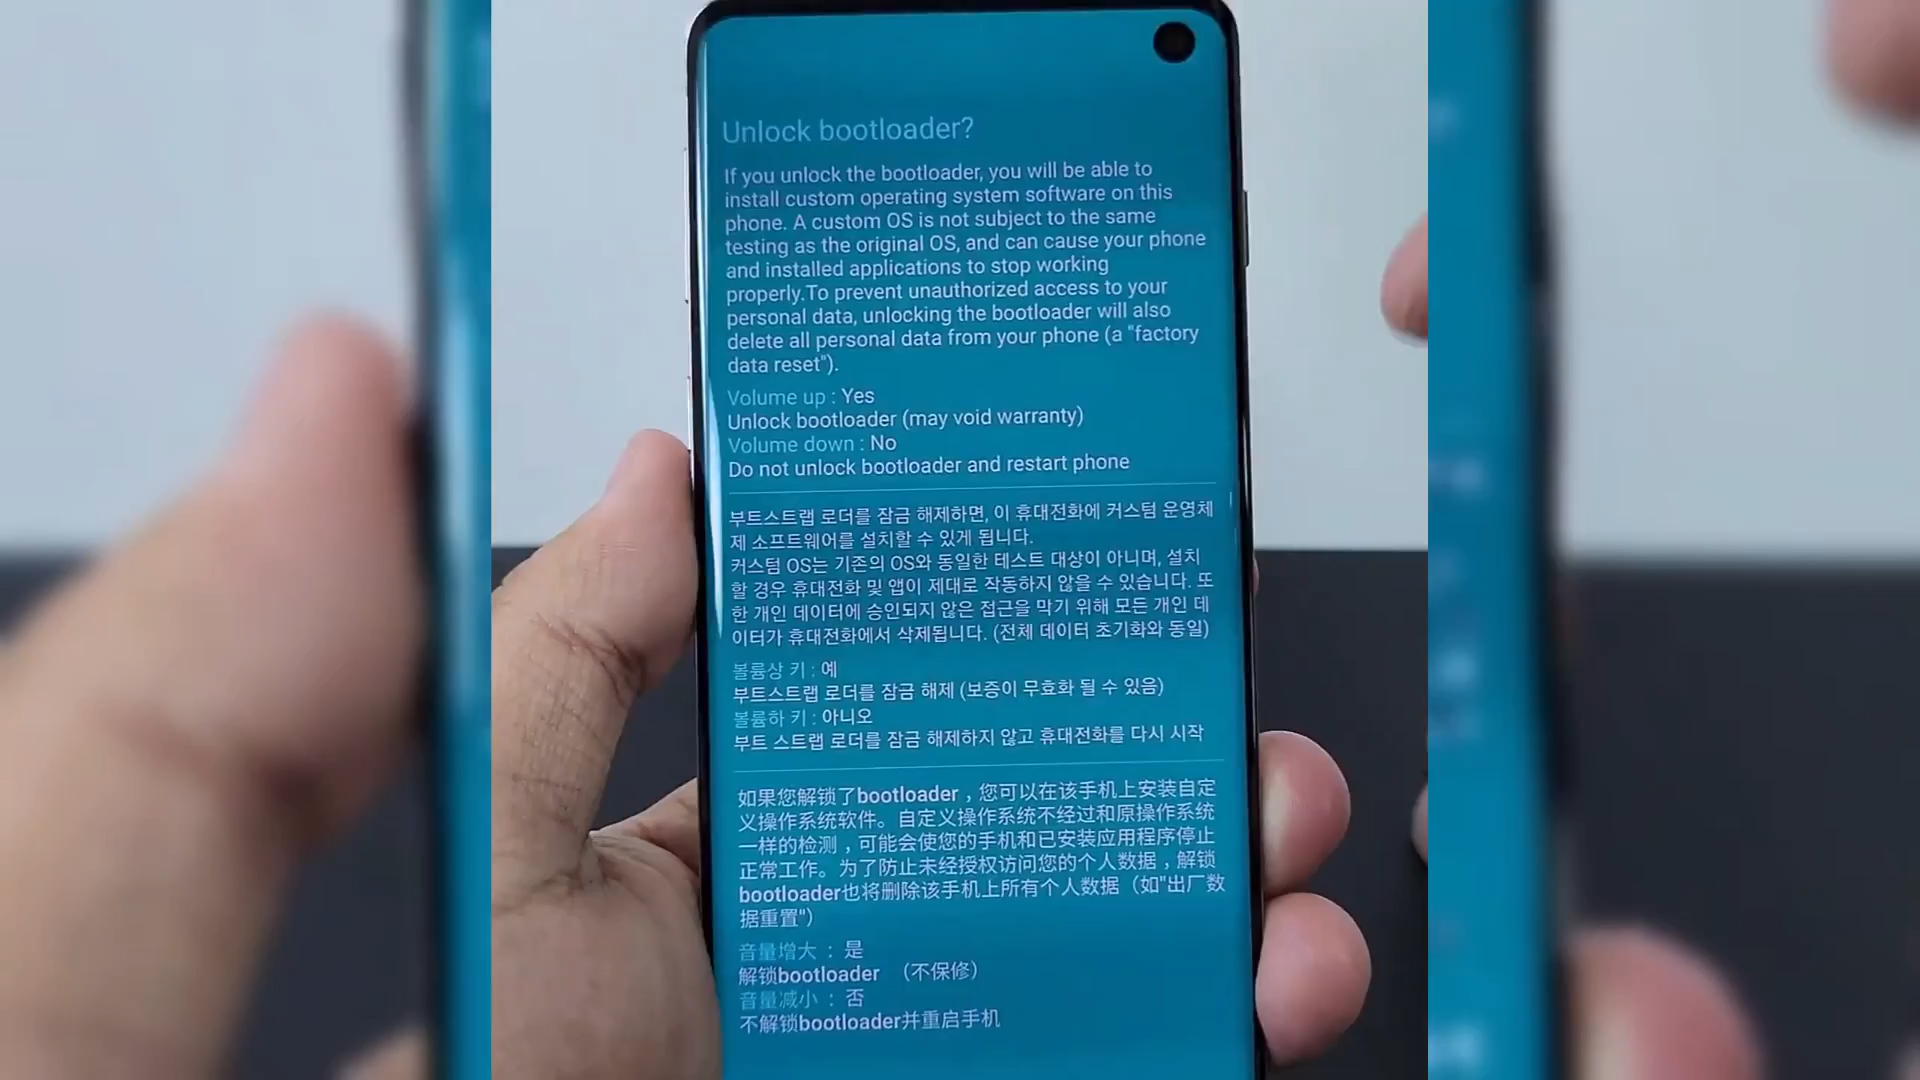 Unlock bootloader?
If you unlock the bootloader, you will be able to
install custom operating system software on this
phone. A custom OS is not subject to the same
testing as the original OS, and can cause your phone
and installed applications to stop working
properly.To prevent unauthorized access to your
personal data, unlocking the bootloader will also
delete all personal data from your phone (a "factory
data reset").
Volume up : Yes
Unlock bootloader (may void warranty)
Volume down : No
Do not unlock bootloader and restart phone
부트스트랩 로더를 잠금 해제하면, 이 휴대전화에 커스텀 운영체
제 소프트웨어를 설치할 수 있게 됩니다.
커스텀 OS는 기존의 OS와 동일한 테스트 대상이 아니며, 설치
할 경우 휴대전화 및 앱이 제대로 작동하지 않을 수 있습니다. 또
한 개인 데이터에 승인되지 않은 접근을 막기 위해 모든 개인 데
이터가 휴대전화에서 삭제됩니다. (전체 데이터 초기화와 동일)
볼륨상 키 : 예
부트스트랩 로더를 잠금 해제 (보증이 무효화 될 수 있음)
볼륨하 키 : 아니오
부트 스트랩 로더를 잠금 해제하지 않고 휴대전화를 다시 시작
如果您解锁了bootloader，您可以在该手机上安装自定
义操作系统软件。自定义操作系统不经过和原操作系统
一样的检测，可能会使您的手机和已安装应用程序停止
正常工作。为了防止未经授权访问您的个人数据，解锁
bootloader也将删除该手机上所有个人数据（如"出厂数
据重置"）
音量增大 : 是
解锁bootloader （不保修）
音量减小 : 否
不解锁bootloader并重启手机